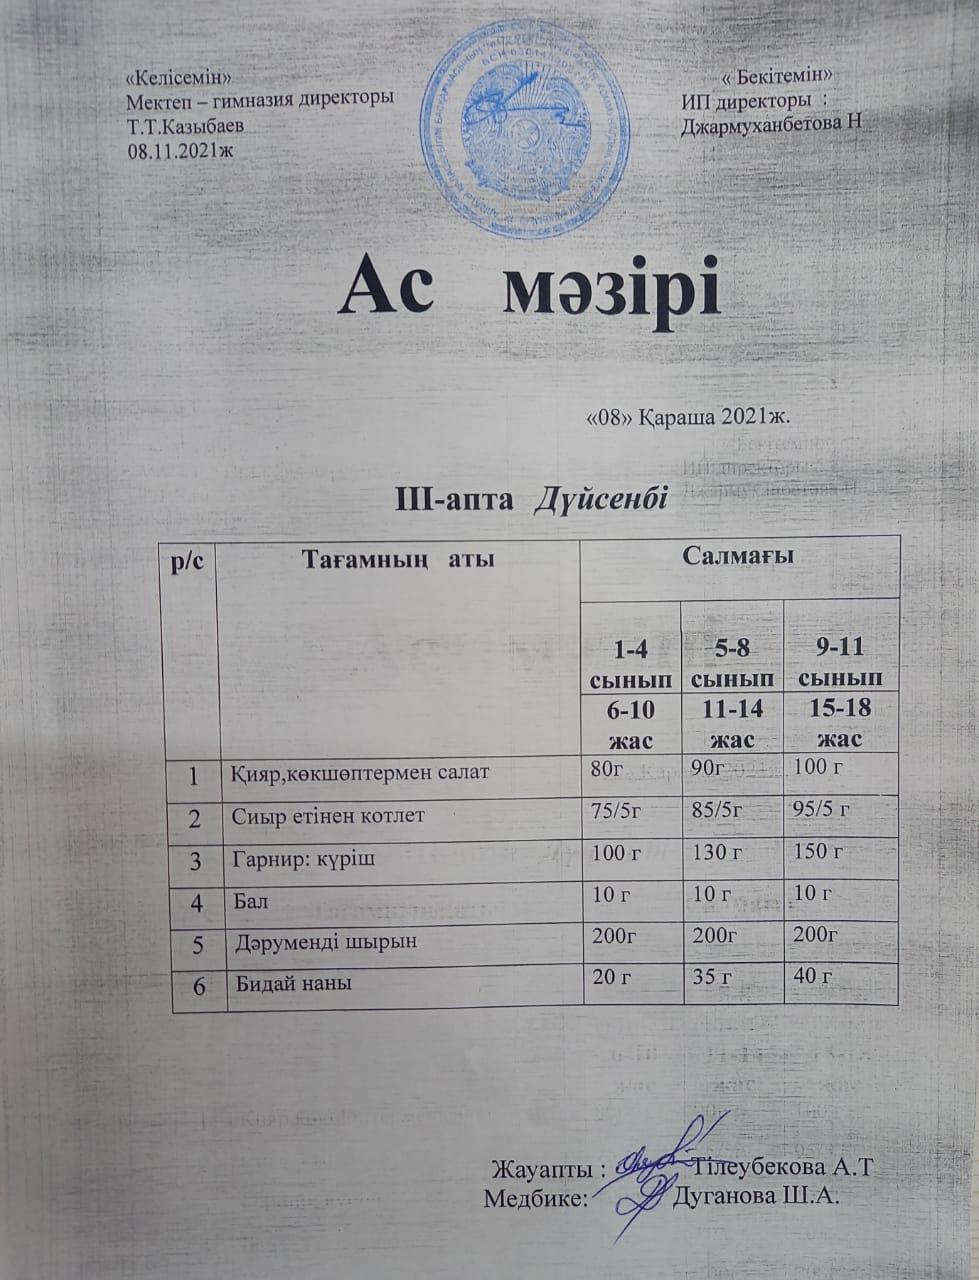 «Келісемін»
Мектеп – гимназия директоры
Т.Т.Казыбаев
08.11.2021ж
« Бекітемін»
ИП директоры :
Джармуханбетова Н
Ас мәзірі
«08» Қараша 2021ж.
III-апта Дүйсенбі
р/с Тағамның аты Салмағы
1-4 сынып 5-8 сынып 9-11 сынып
6-10 жас 11-14 жас 15-18 жас
1 Қияр,көкшөптермен салат 80г 90г 100 г
2 Сиыр етінен котлет 75/5г 85/5г 95/5 г
3 Гарнир: күріш 100 г 130 г 150 г
4 Бал 10 г 10 г 10 г
5 Дәруменді шырын 200г 200г 200г
6 Бидай наны 20 г 35 г 40 г
Жауапты : Тілеубекова А.Т
Медбике: Дуганова Ш.А.